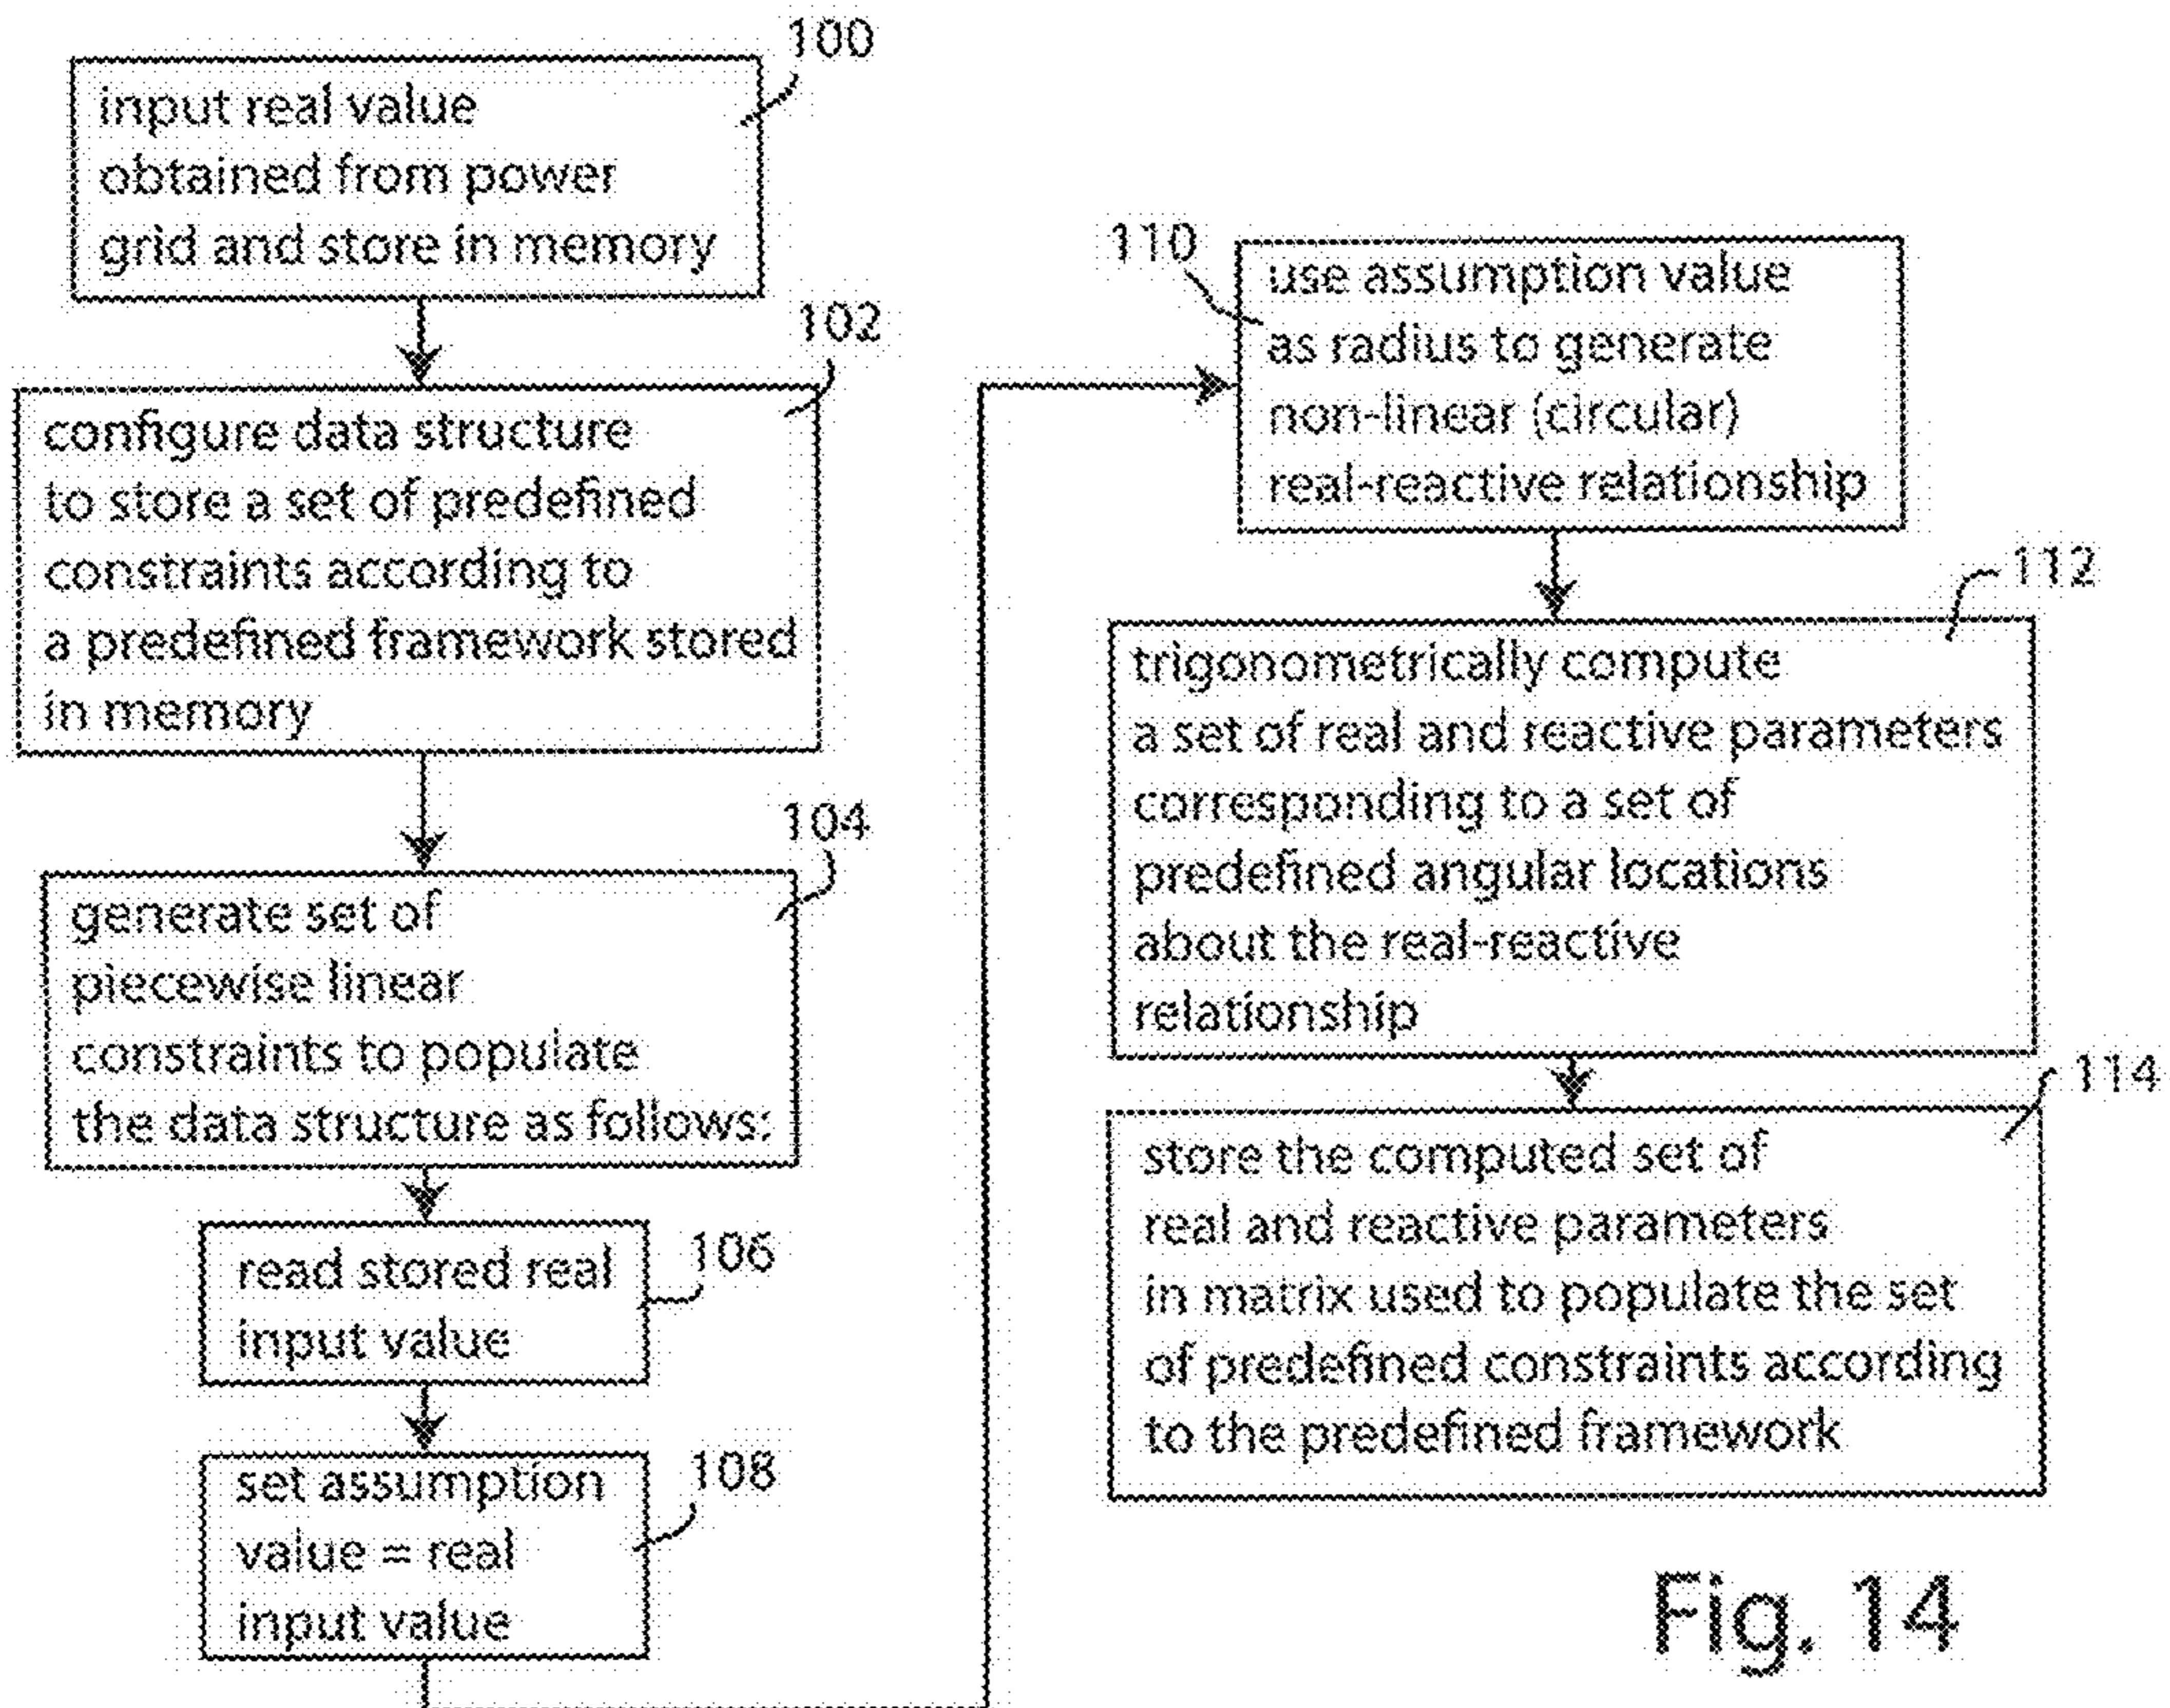 100
input real value
obtained from power
grid and store in memory
102
configure data structure
to store a set of predefined
constraints according to
a predefined framework stored
in memory
104
generate set of
piecewise linear
constraints to populate
the data structure as follows:
106
read stored real
input value
108
set assumption
value = real
input value
110
use assumption value
as radius to generate
non-linear (circular)
real-reactive relationship
112
trigonometrically compute
a set of real and reactive parameters
corresponding to a set of
predefined angular locations
about the real-reactive
relationship
114
store the computed set of
real and reactive parameters
in matrix used to populate the set
of predefined constraints according
to the predefined framework
Fig. 14